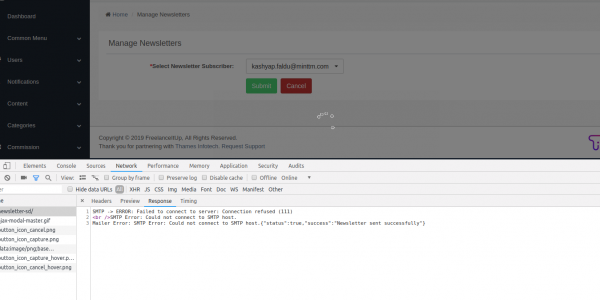 Dashboard
Home Manage Newsletters
Common Menu
Users
Notifications
Content
Categories
Commission
Manage Newsletters
*Select Newsletter Subscriber: kashyap.faldu@minttm.com
Submit Cancel
Copyright © 2018 FreelanceItUp, All Rights Reserved.
Thank you for partnering with Themes Infotech. Request Support
Elements Console Sources Network Performance Memory Application Security Audits
View: Group by frame Preserve log Disable cache Offline Online
Hide data URLs All XHR JS CSS Img Media Font Doc WS Manifest Other
Headers Preview Response Timing
newsletter-sd/
jax-modal-master.gif
button_icon_cancel.png
button_icon_capture.png
data:image/png;base...
button_icon_capture_hover.p...
button_icon_cancel_hover.png
1 SMTP -> ERROR: Failed to connect to server: Connection refused (111)
2 <br />SMTP Error: Could not connect to SMTP host.
3 Mailer Error: SMTP Error: Could not connect to SMTP host.{"status":true,"success":"Newsletter sent successfully"}